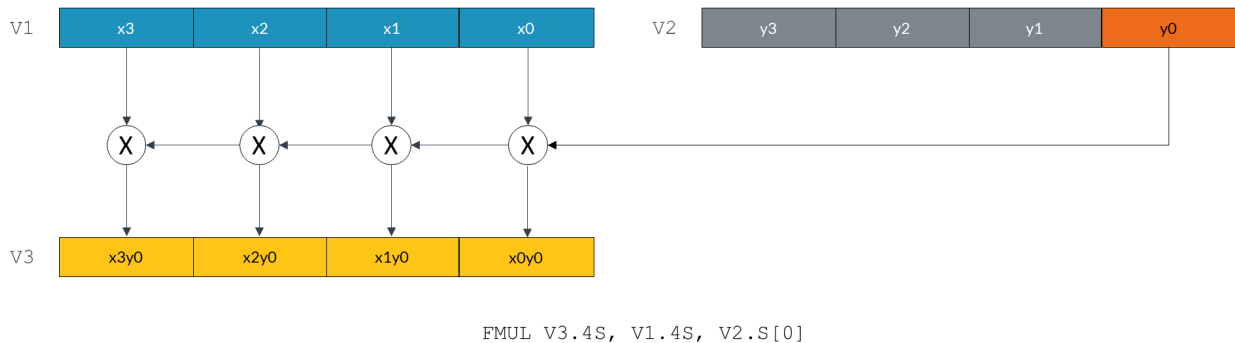 V1 x3 x2 x1 x0 V2 y3 y2 y1 y0
X X X X
V3 x3y0 x2y0 x1y0 x0y0
FMUL V3.4S, V1.4S, V2.S[0]